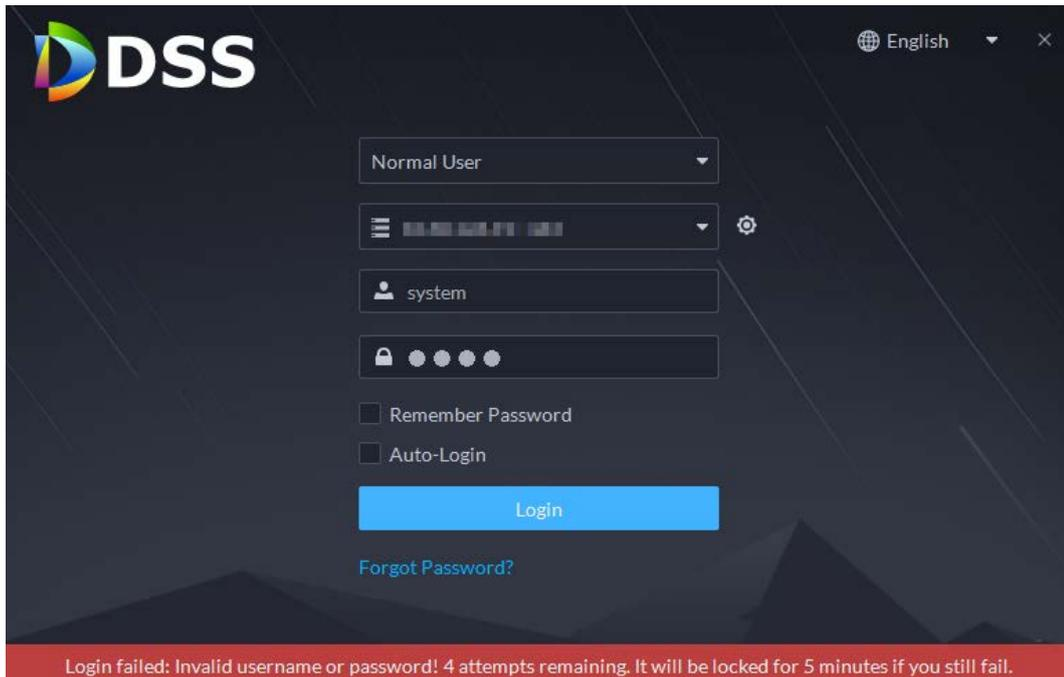 DSS
English
Normal User
system
Remember Password
Auto-Login
Login
Forgot Password?
Login failed: Invalid username or password! 4 attempts remaining. It will be locked for 5 minutes if you still fail.